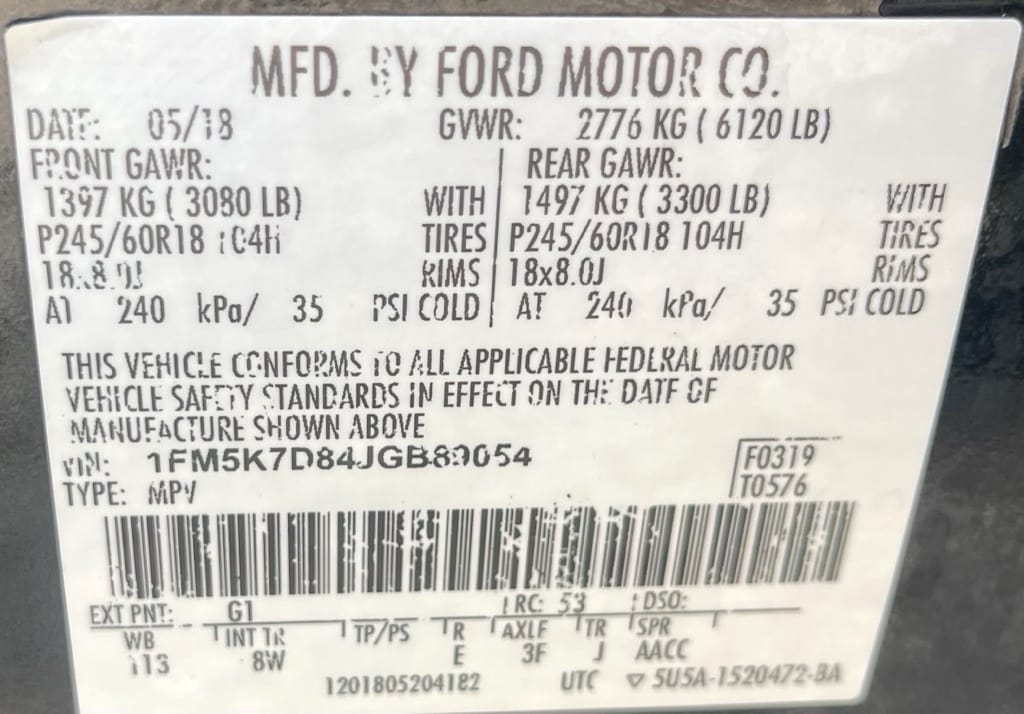 MFD. BY FORD MOTOR CO.
DATE: 05/18 GVWR: 2776 KG ( 6120 LB)
FRONT GAWR: REAR GAWR:
1397 KG ( 3080 LB) WITH 1497 KG ( 3300 LB) WITH
P245/60R18 104H TIRES P245/60R18 104H TIRES
18x8.0J RIMS 18x8.0J RIMS
AT 240 kPa/ 35 PSI COLD AT 240 kPa/ 35 PSI COLD
THIS VEHICLE CONFORMS TO ALL APPLICABLE FEDERAL MOTOR
VEHICLE SAFETY STANDARDS IN EFFECT ON THE DATE OF
MANUFACTURE SHOWN ABOVE
VIN: 1FM5K7D84JGB89054 F0319
TYPE: MPV T0576
EXT PNT: G1 RC: 53 DSO:
WB INT TR TP/PS R AXLE TR SPR
113 8W E 3F J AACC
1201805204182 UTC ▽ 5U5A-1520472-BA